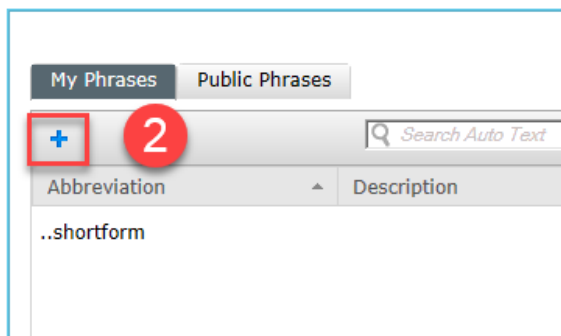 My Phrases Public Phrases
+ 2 Search Auto Text
Abbreviation Description
..shortform